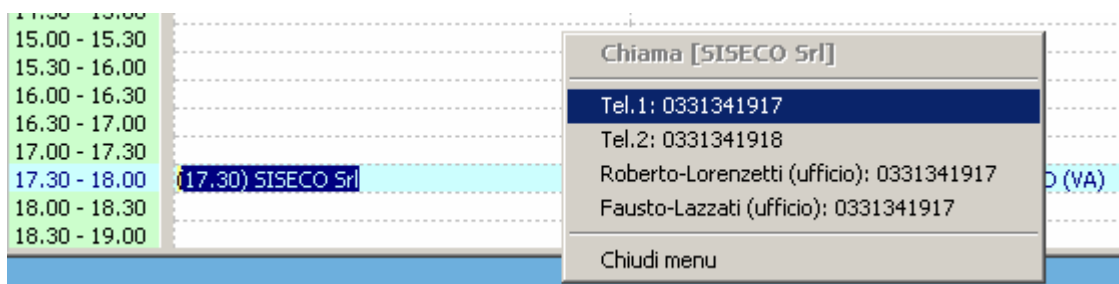 15.00 - 15.30
15.30 - 16.00
16.00 - 16.30
16.30 - 17.00
17.00 - 17.30
17.30 - 18.00 (17.30) SISECO Srl O (VA)
18.00 - 18.30
18.30 - 19.00
Chiama [SISECO Srl]
Tel.1: 0331341917
Tel.2: 0331341918
Roberto-Lorenzetti (ufficio): 0331341917
Fausto-Lazzati (ufficio): 0331341917
Chiudi menu